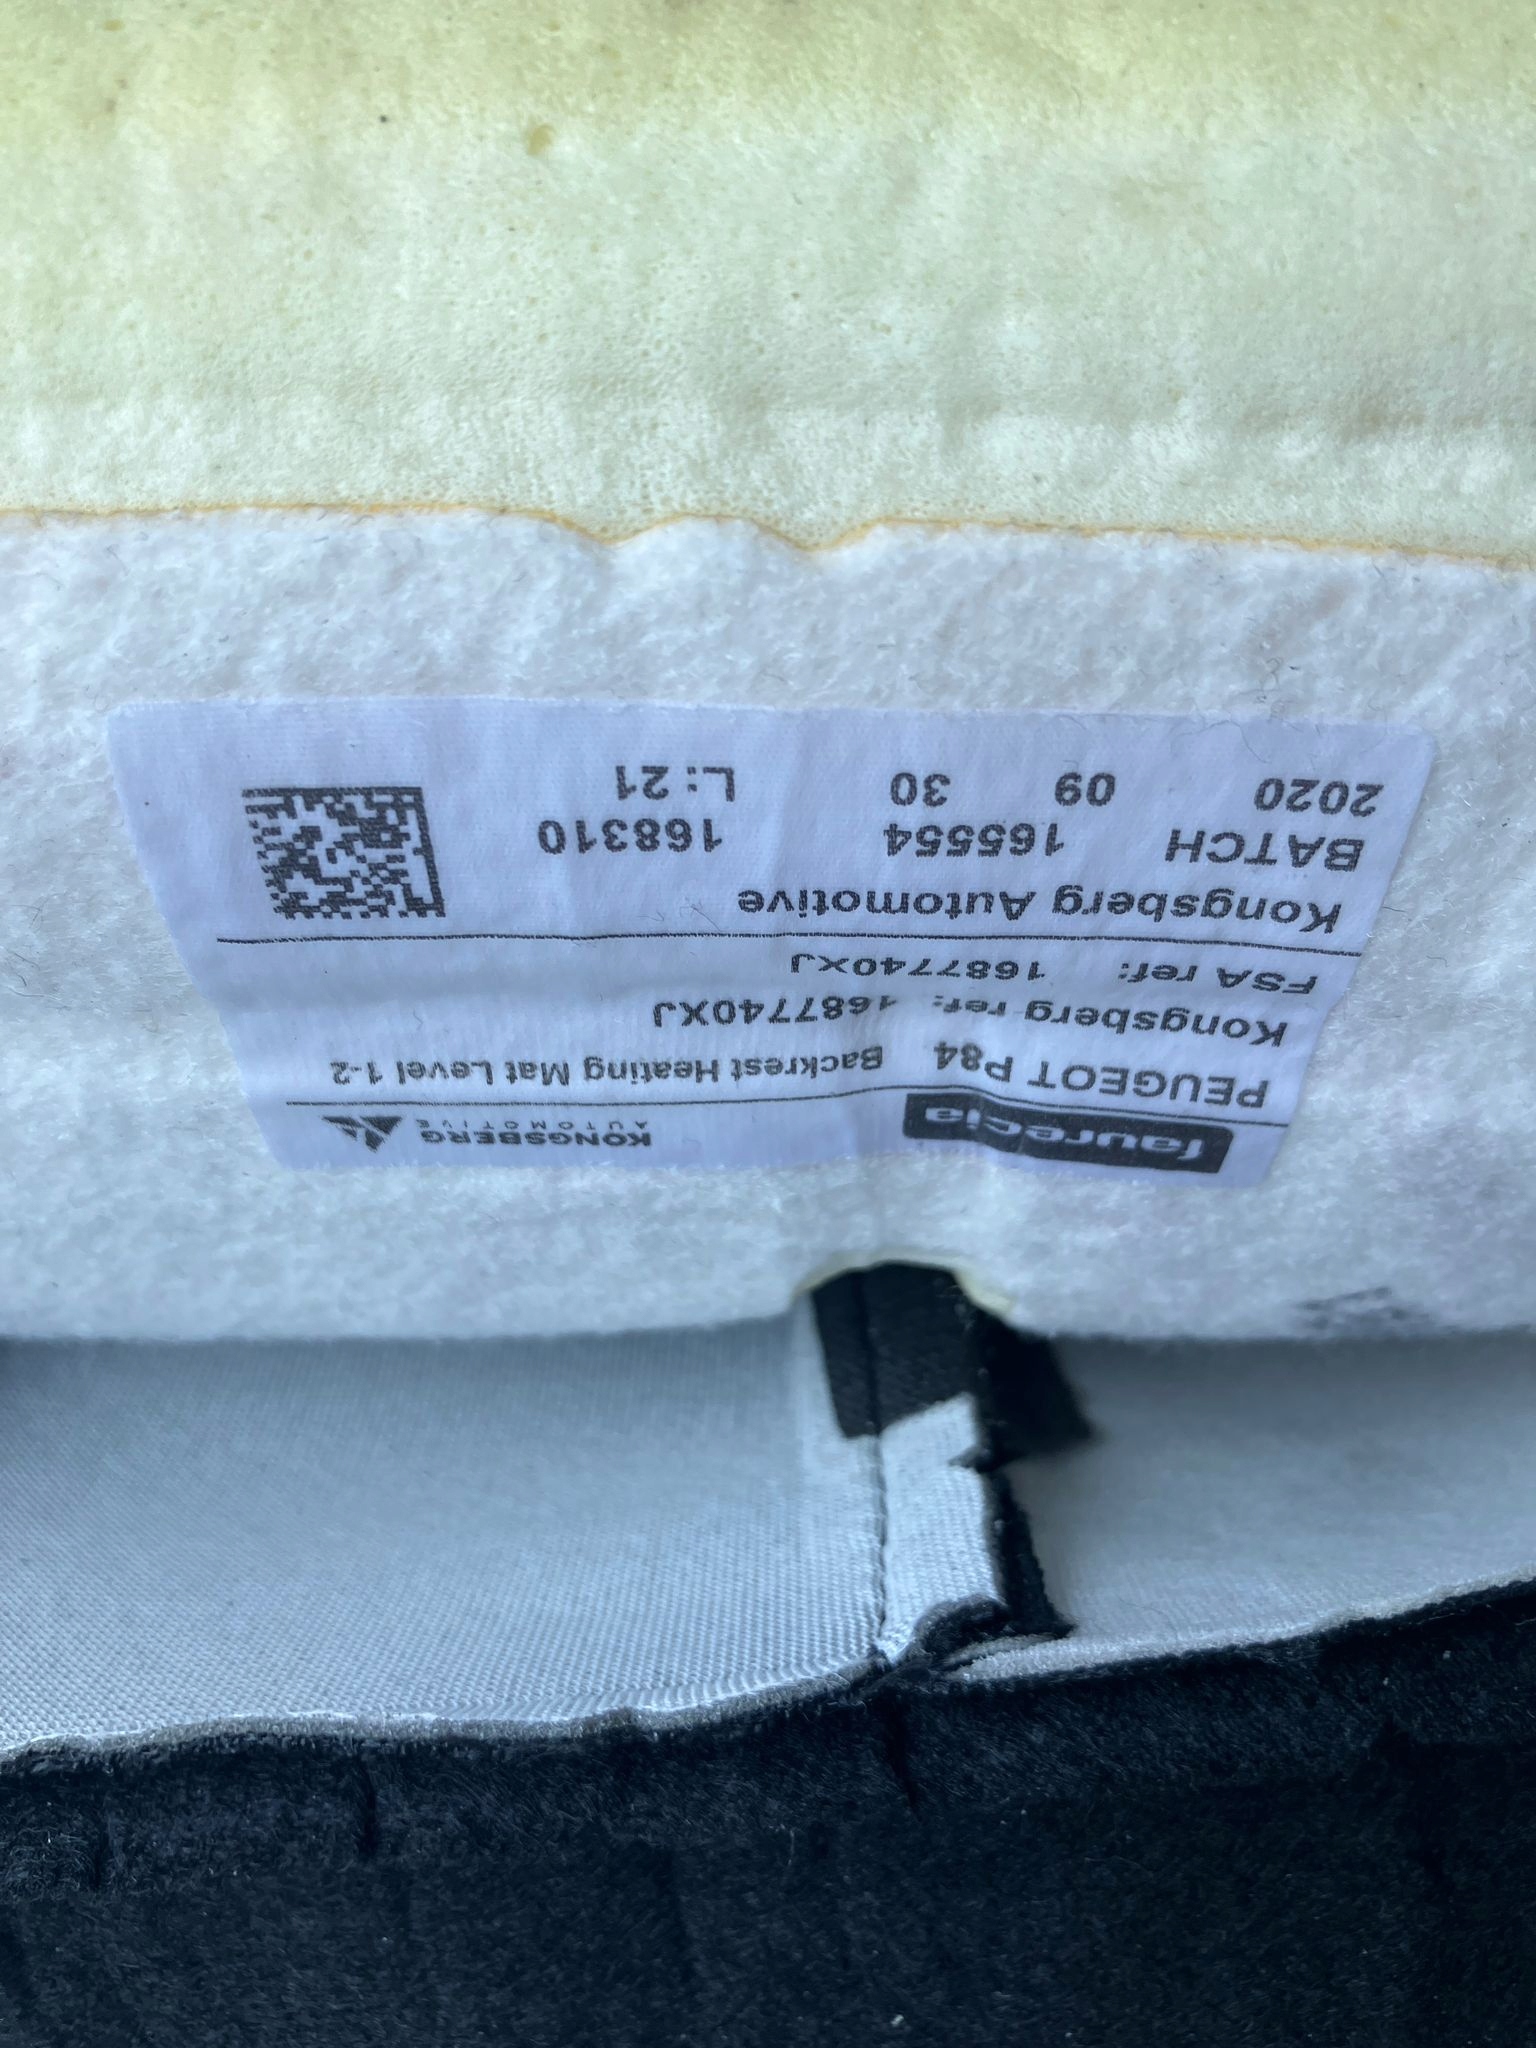 faurecia KONGSBERG
AUTOMOTIVE
PEUGEOT P84 Backrest Heating Mat Level 1-2
Kongsberg ref: 1687740XJ
FSA ref: 1687740XJ
Kongsberg Automotive
BATCH 165554 168310
2020 09 30 L: 21